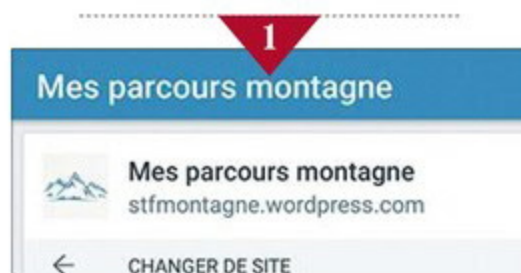 1
Mes parcours montagne
Mes parcours montagne
stfmontagne.wordpress.com
← CHANGER DE SITE